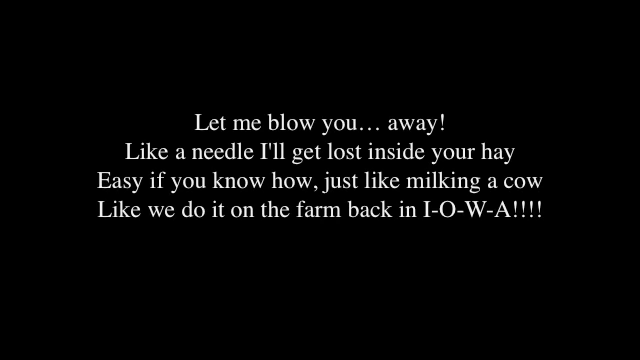 Let me blow you… away!
Like a needle I'll get lost inside your hay
Easy if you know how, just like milking a cow
Like we do it on the farm back in I-O-W-A!!!!